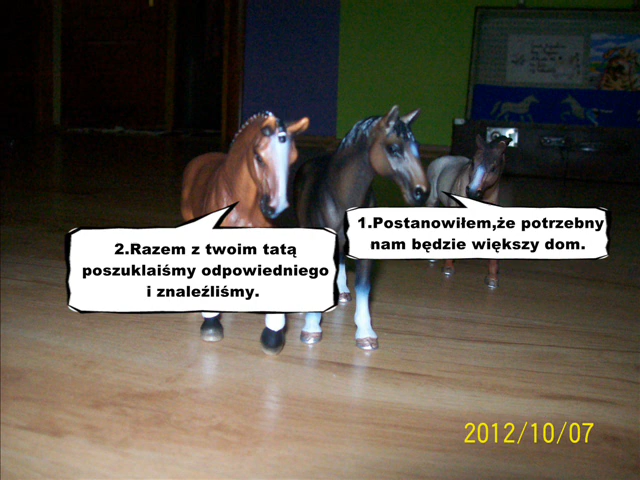 1.Postanowiłem,że potrzebny
nam będzie większy dom.
2.Razem z twoim tatą
poszuklaiśmy odpowiedniego
i znaleźliśmy.
2012/10/07